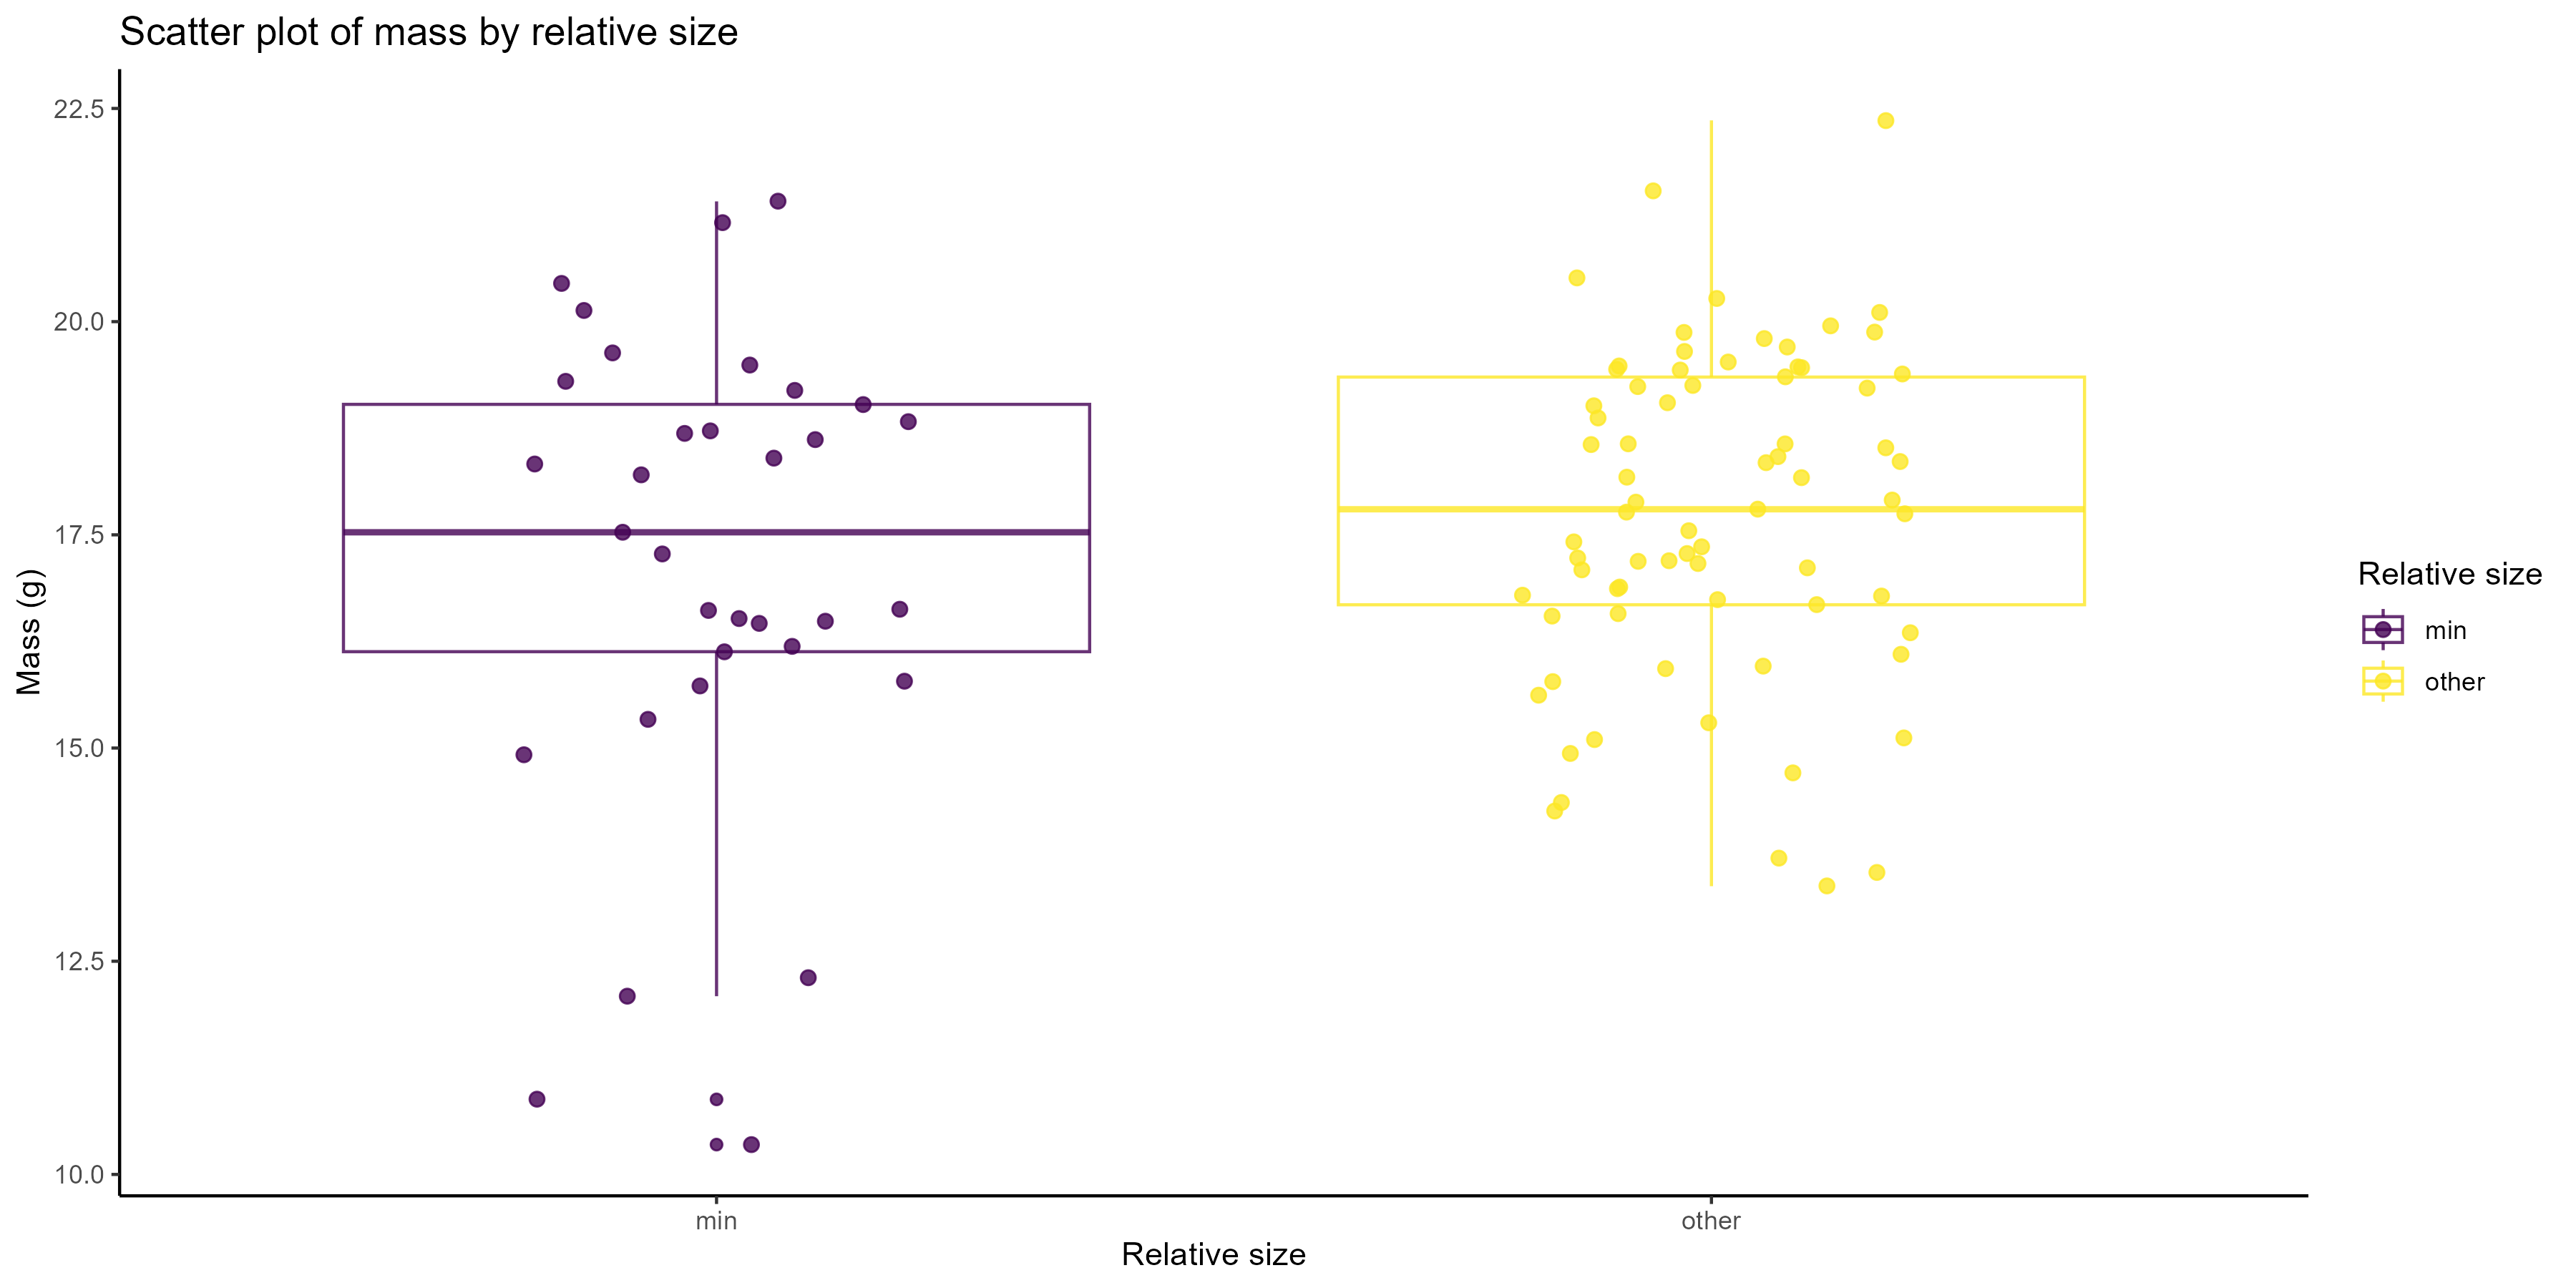 Scatter plot of mass by relative size
22.5
20.0
17.5
15.0
12.5
10.0
Mass (g)
min
other
Relative size
Relative size
min
other